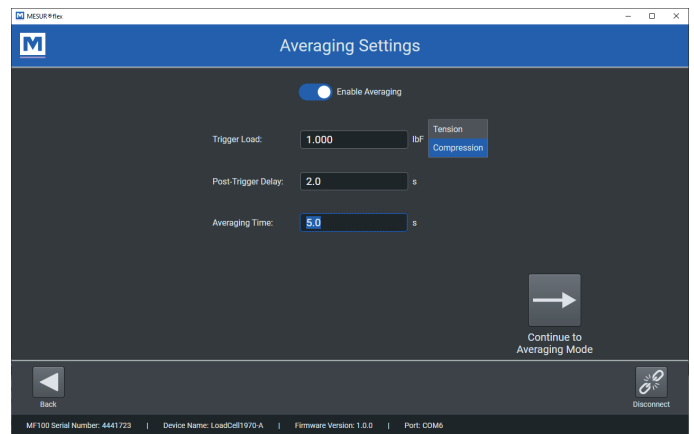 MESUR®flex
M
Averaging Settings
Enable Averaging
Trigger Load: 1.000 lbF
Tension
Compression
Post-Trigger Delay: 2.0 s
Averaging Time: 5.0 s
Continue to
Averaging Mode
Back
Disconnect
MF100 Serial Number: 4441723 | Device Name: LoadCell1970-A | Firmware Version: 1.0.0 | Port: COM6